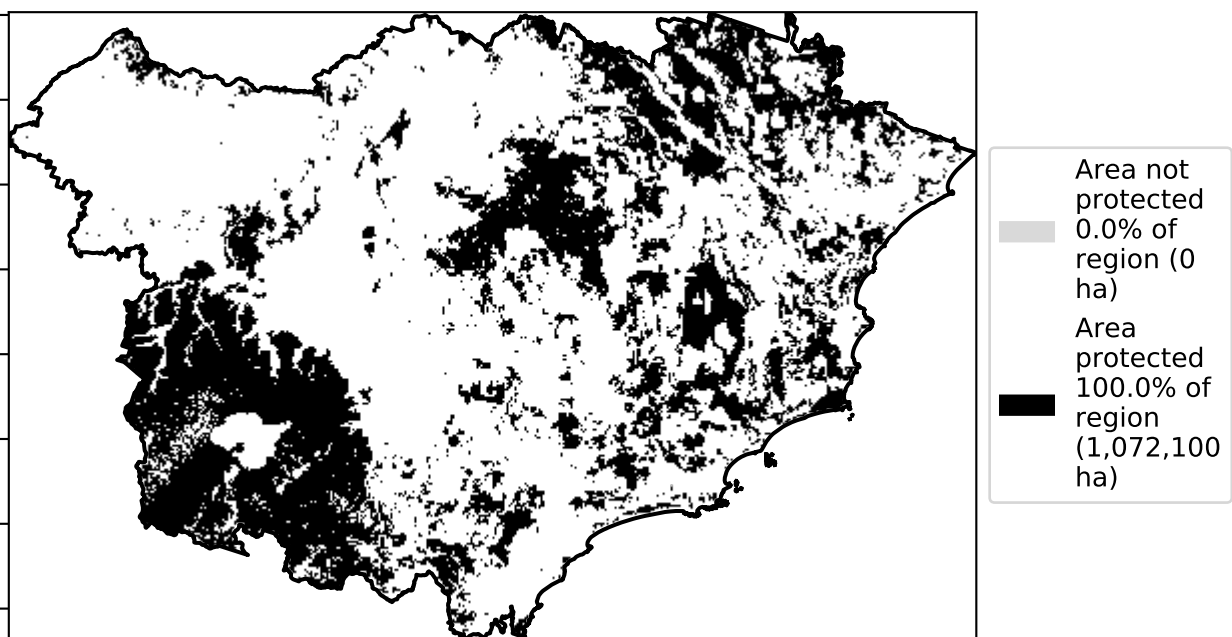 Area not
protected
0.0% of
region (0
ha)
Area
protected
100.0% of
region
(1,072,100
ha)